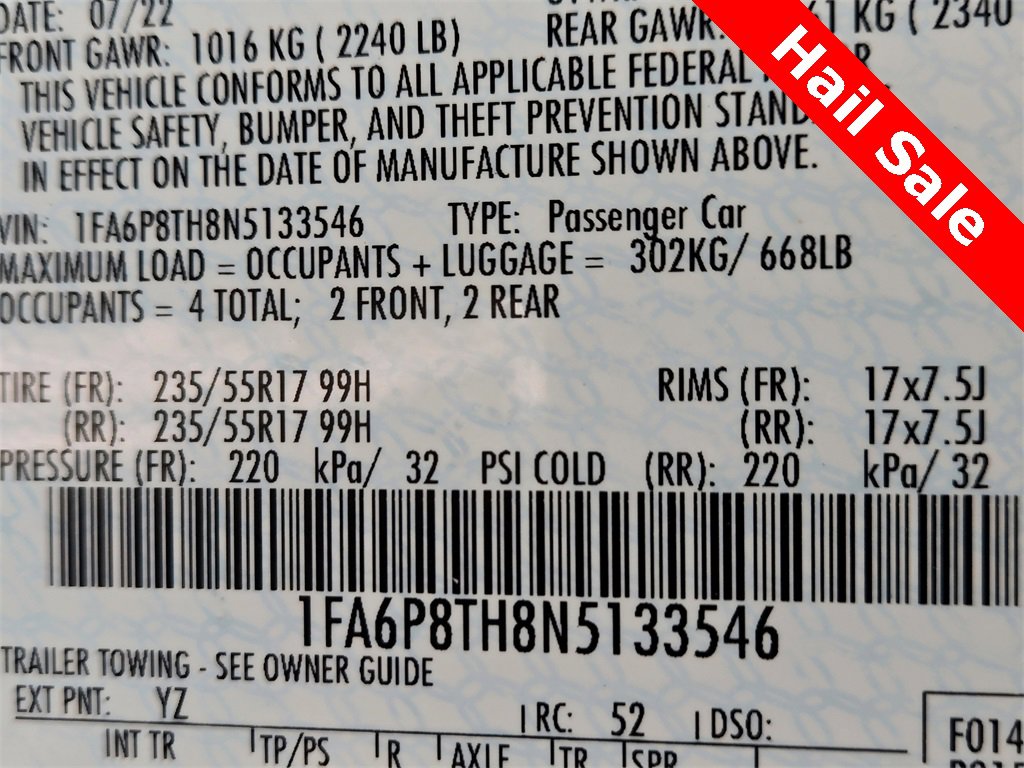 DATE: 07/22
FRONT GAWR: 1016 KG ( 2240 LB) REAR GAWR: 61 KG ( 2340
THIS VEHICLE CONFORMS TO ALL APPLICABLE FEDERAL
VEHICLE SAFETY, BUMPER, AND THEFT PREVENTION STAND
IN EFFECT ON THE DATE OF MANUFACTURE SHOWN ABOVE.
Hail Sale
VIN: 1FA6P8TH8N5133546 TYPE: Passenger Car
MAXIMUM LOAD = OCCUPANTS + LUGGAGE = 302KG/ 668LB
OCCUPANTS = 4 TOTAL; 2 FRONT, 2 REAR
TIRE (FR): 235/55R17 99H RIMS (FR): 17x7.5J
(RR): 235/55R17 99H (RR): 17x7.5J
PRESSURE (FR): 220 kPa/ 32 PSI COLD (RR): 220 kPa/ 32
1FA6P8TH8N5133546
TRAILER TOWING - SEE OWNER GUIDE
EXT PNT: YZ RC: 52 DSO:
INT TR TP/PS R AXLE TR SPR
F014